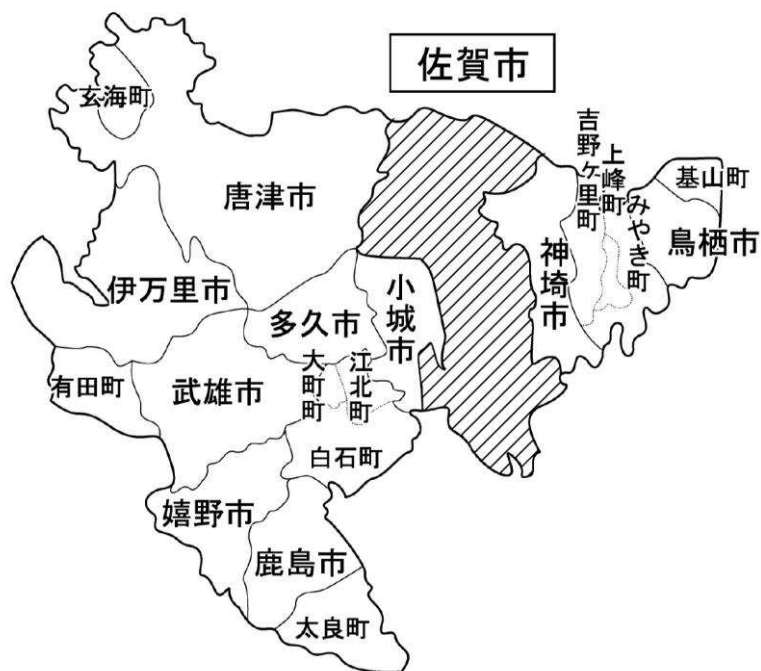 佐賀市
玄海町
唐津市
吉野ヶ里町
上峰町
みやき町
基山町
鳥栖市
神埼市
伊万里市
多久市
小城市
有田町
武雄市
大町町
江北町
白石町
嬉野市
鹿島市
太良町